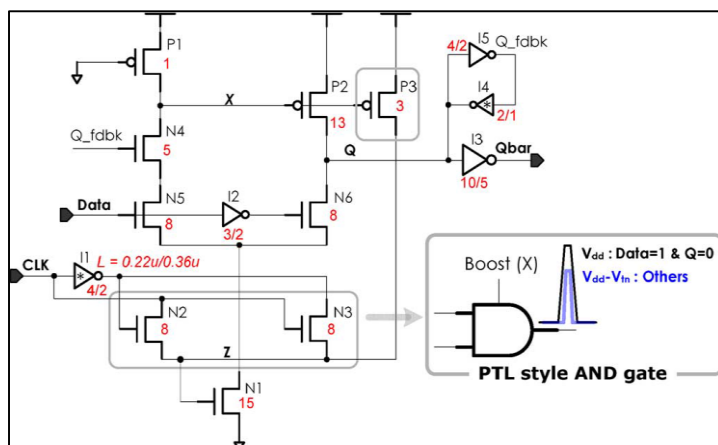 P1
1
X
P2
13
P3
3
4/2
I5
Q_fdbk
I4
*
2/1
Q_fdbk
N4
5
Q
I3
Qbar
10/5
Data
N5
8
I2
3/2
N6
8
CLK
I1
*
L = 0.22u/0.36u
4/2
N2
8
N3
8
Z
N1
15
Vdd : Data=1 & Q=0
Vdd-Vtn : Others
Boost (X)
PTL style AND gate